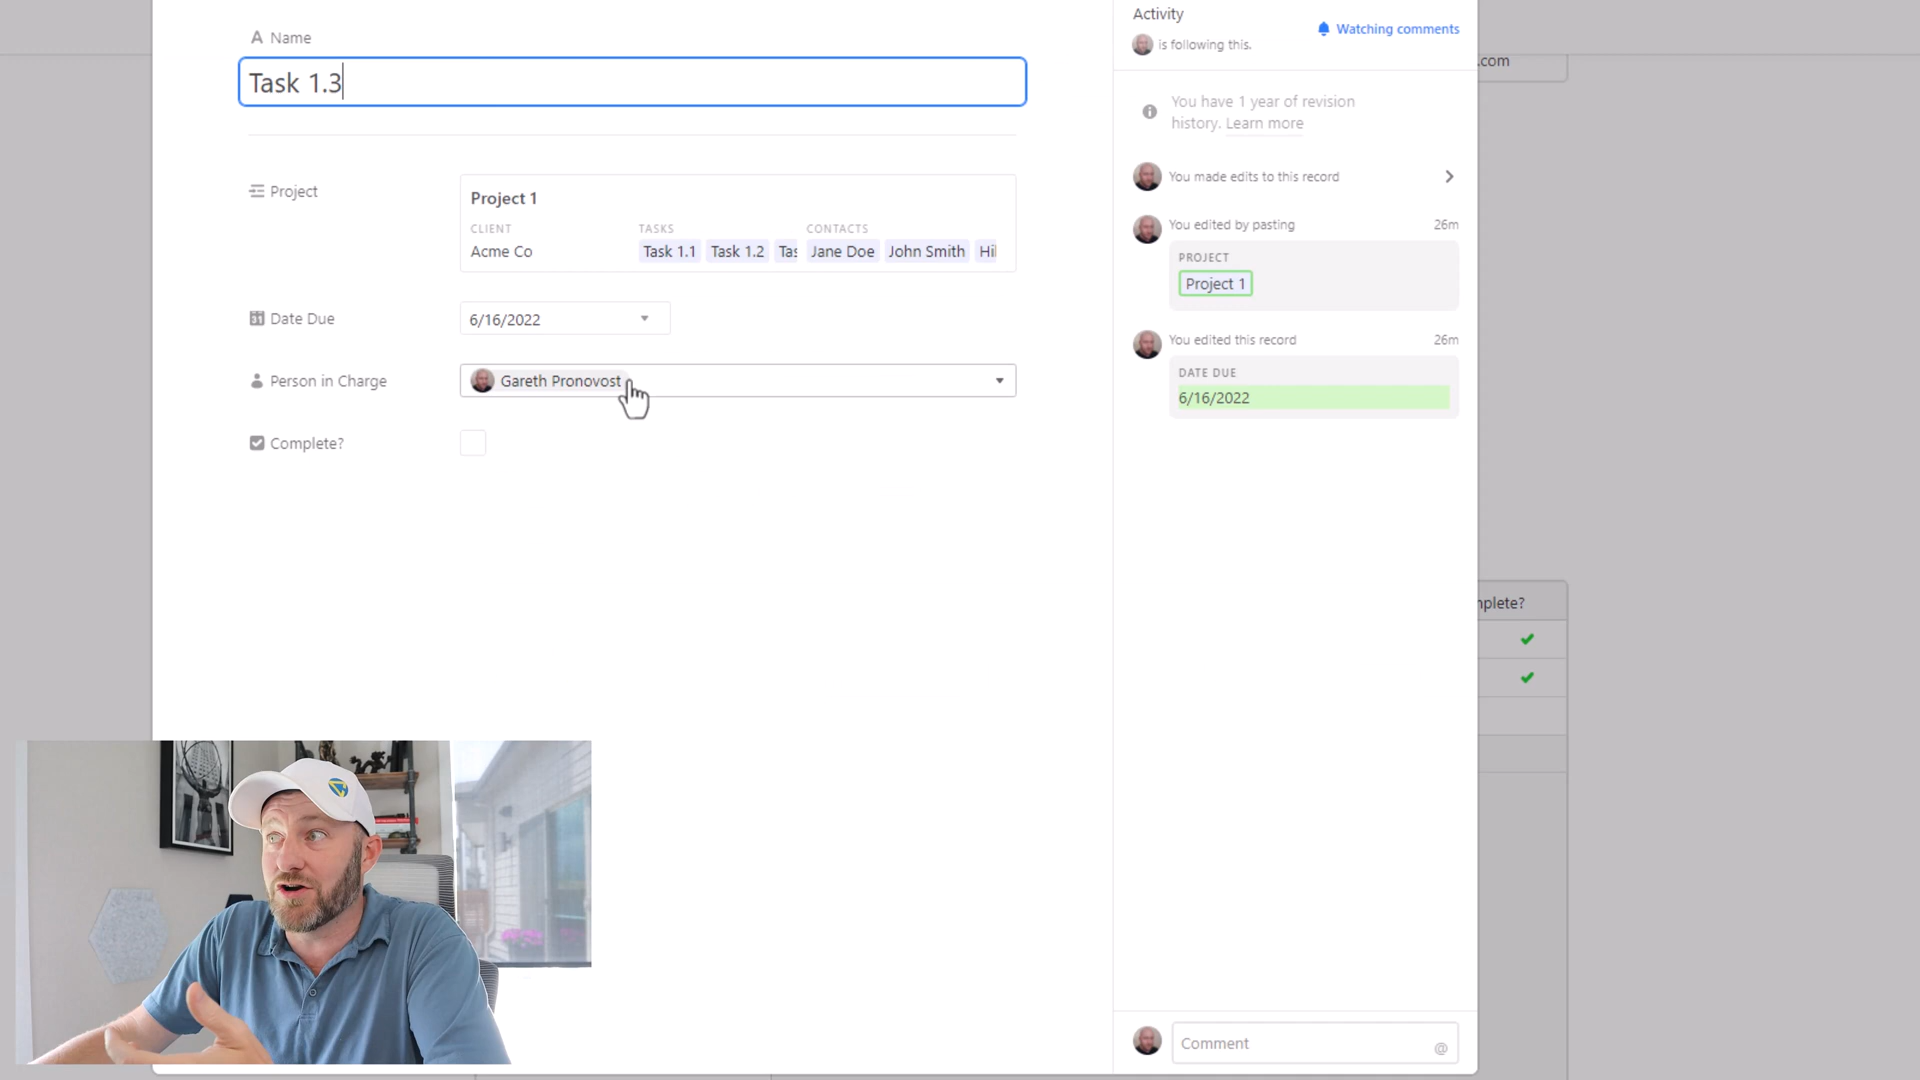 Name
Task 1.3
Project
Project 1
CLIENT
TASKS
CONTACTS
Acme Co
Task 1.1
Task 1.2
Tas
Jane Doe
John Smith
Hil
Date Due
6/16/2022
Person in Charge
Gareth Pronovost
Complete?
Activity
Watching comments
is following this.
You have 1 year of revision
history. Learn more
You made edits to this record
You edited by pasting
26m
PROJECT
Project 1
You edited this record
26m
DATE DUE
6/16/2022
Comment
@
.com
nplete?